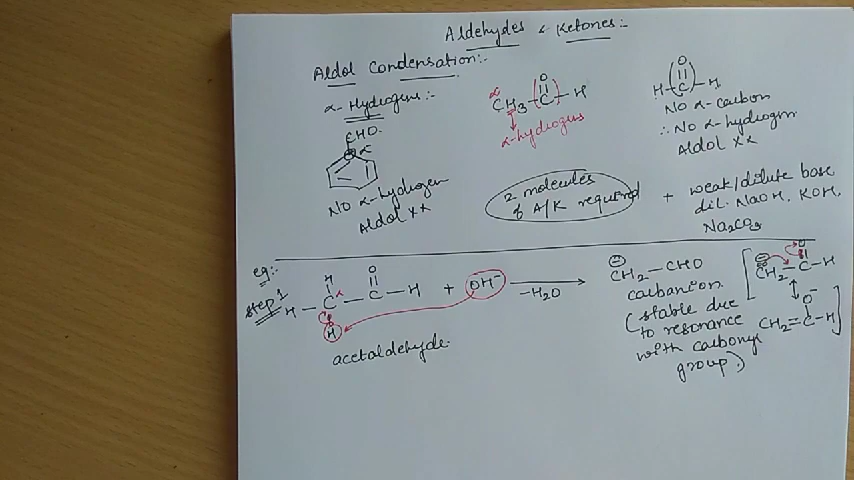 Aldehydes & Ketones:-
Aldol Condensation:-
α-Hydrogens:-
CHO.
α
NO α-hydrogen
Aldol XX
α
O
CH3 - C - H
α-hydrogens
O
H - C - H
NO α-carbon
∴ NO α-hydrogen
Aldol XX
2 molecules
of A/K required
+ weak/dilute base
dil. NaOH, KOH,
Na2CO3
eg:-
step 1
H O
H - C α - C - H + OH⁻ → -H2O
H
acetaldehyde.
⊖
CH2 - CHO
carbanion
(stable due
to resonance
with carbonyl
group.)
⊖ O
CH2 - C - H
O⁻
CH2 = C - H